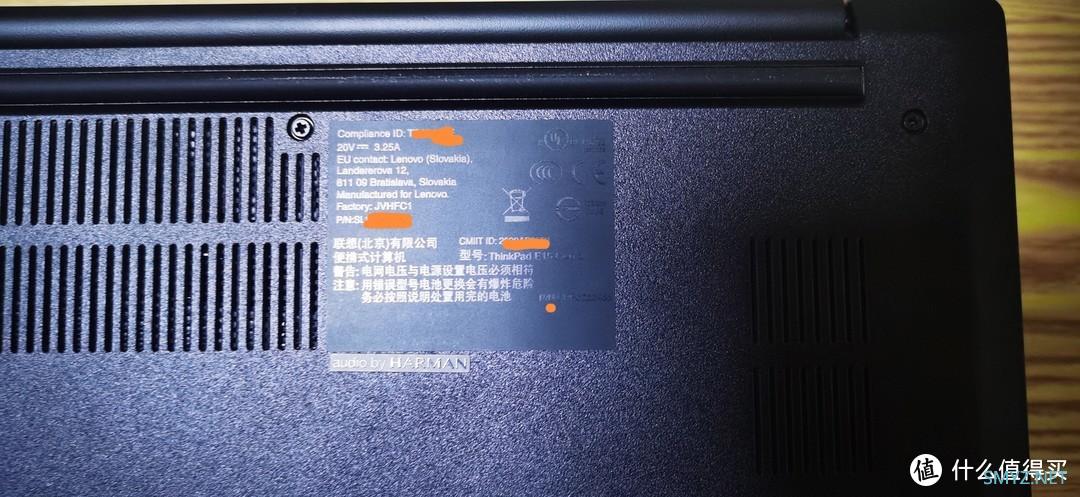 Compliance ID: T
20V⎓ 3.25A
EU contact: Lenovo (Slovakia),
Landererova 12,
811 09 Bratislava, Slovakia
Manufactured for Lenovo.
Factory: JVHFC1
P/N:SL
联想(北京)有限公司
CMIIT ID:
便携式计算机
型号: ThinkPad E15
警告: 电网电压与电源设置电压必须相符
注意: 用错误型号电池更换会有爆炸危险
务必按照说明处置用完的电池
audio by HARMAN
值 什么值得买
SNHZ.NET